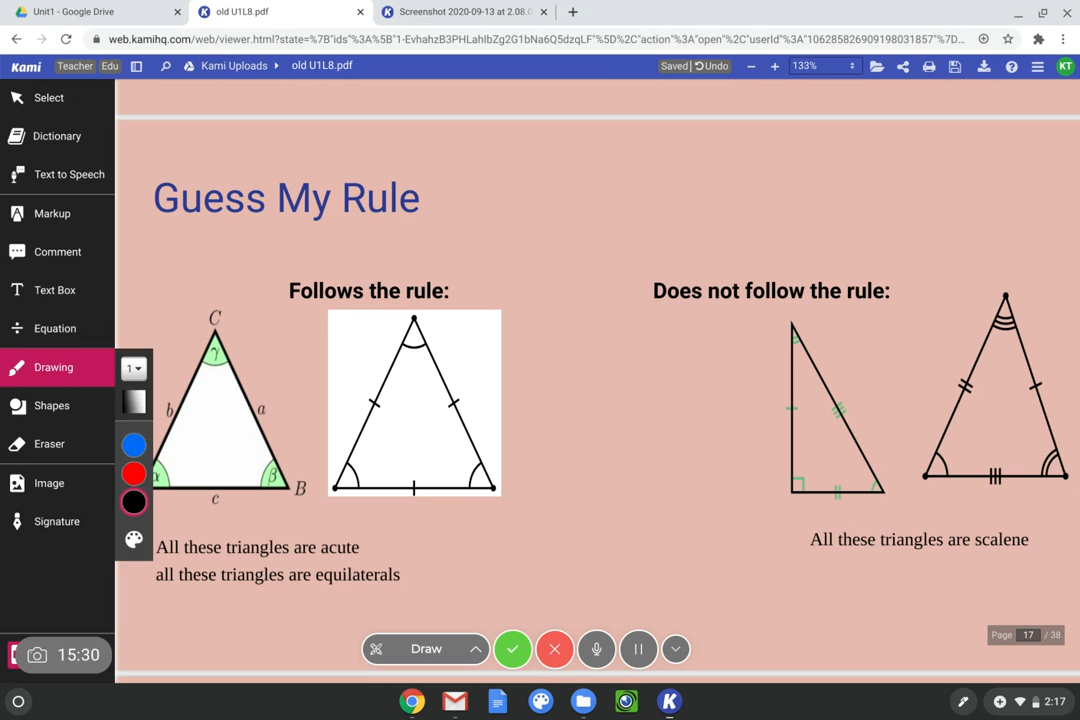 Unit1 - Google Drive
old U1L8.pdf
Screenshot 2020-09-13 at 2.08.
web.kamihq.com/web/viewer.html?state=%7B"ids"%3A%5B"1-EvhahzB3PHLahIbZg2G1bNa6Q5dzqLF"%5D%2C"action"%3A"open"%2C"userId"%3A"106285826909198031857"%7D...
Kami
Teacher
Edu
Kami Uploads
old U1L8.pdf
Saved
Undo
133%
KT
Select
Dictionary
Text to Speech
Markup
Comment
Text Box
Equation
Drawing
Shapes
Eraser
Image
Signature
1
15:30
Guess My Rule
Follows the rule:
Does not follow the rule:
C
γ
b
a
α
β
B
c
All these triangles are acute
all these triangles are equilaterals
All these triangles are scalene
Page 17 / 38
Draw
2:17